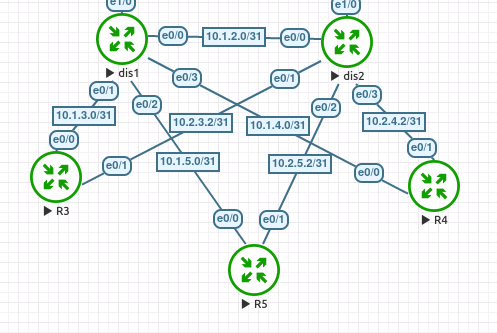 e1/0
e1/0
e0/0
10.1.2.0/31
e0/0
dis1
dis2
e0/3
e0/1
e0/1
e0/2
e0/2
e0/3
10.1.3.0/31
10.2.3.2/31
10.1.4.0/31
10.2.4.2/31
e0/0
e0/1
10.1.5.0/31
10.2.5.2/31
e0/1
e0/0
R3
R4
e0/0
e0/1
R5